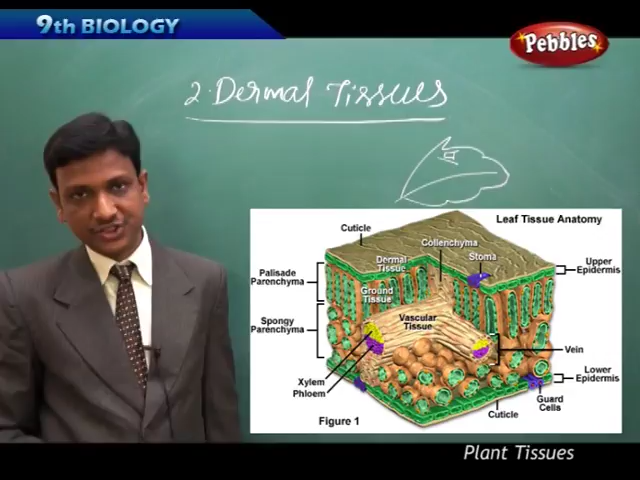 9th BIOLOGY
Pebbles
2. Dermal Tissues
Leaf Tissue Anatomy
Cuticle
Collenchyma
Stoma
Dermal
Tissue
Upper
Epidermis
Palisade
Parenchyma
Ground
Tissue
Spongy
Parenchyma
Vascular
Tissue
Vein
Xylem
Phloem
Lower
Epidermis
Guard
Cells
Cuticle
Figure 1
Plant Tissues